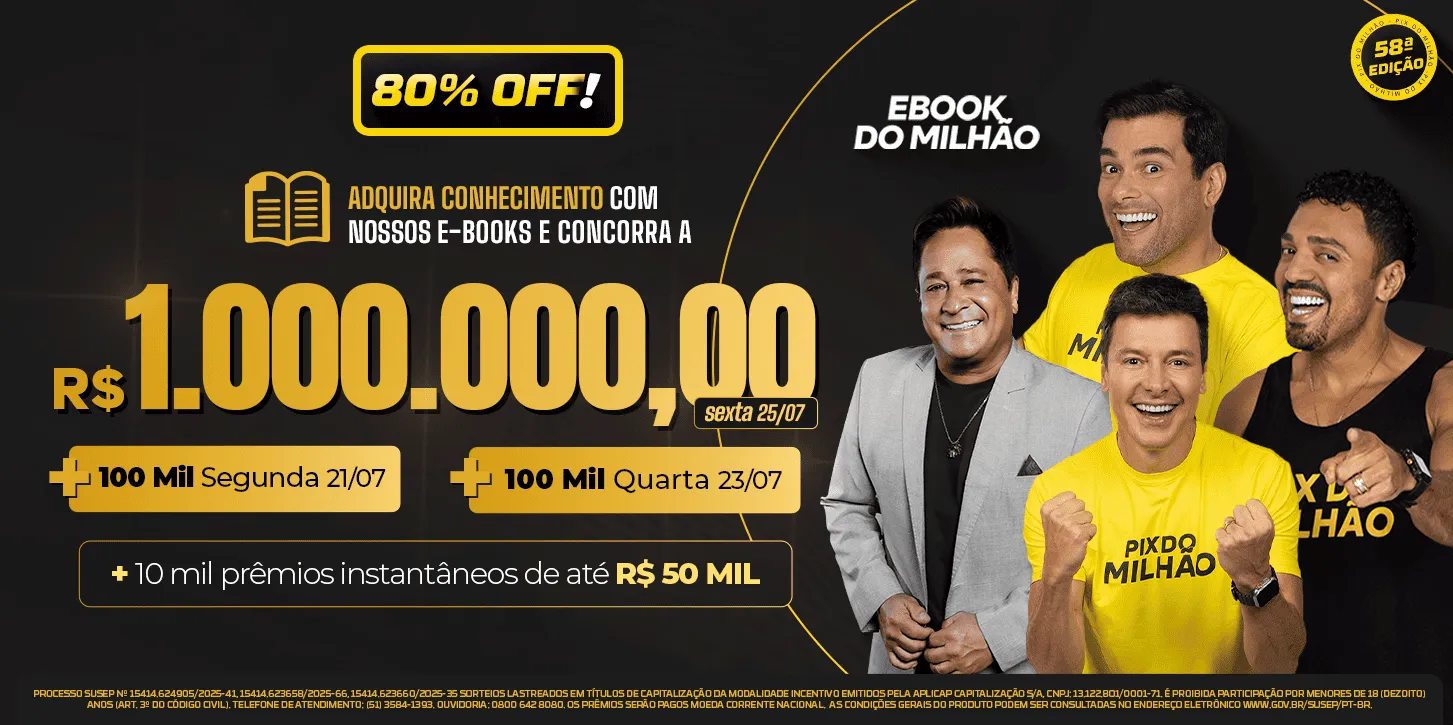 80% OFF!
ADQUIRA CONHECIMENTO COM
NOSSOS E-BOOKS E CONCORRA A
R$ 1.000.000,00
sexta 25/07
+ 100 Mil Segunda 21/07
+ 100 Mil Quarta 23/07
+ 10 mil prêmios instantâneos de até R$ 50 MIL
EBOOK
DO MILHÃO
PIX DO MILHÃO - PIX DO MILHÃO - PIX DO MILHÃO
58ª
EDIÇÃO
PIX DO
MILHÃO
X D
LHÃO
PROCESSO SUSEP Nº 15414.624905/2025-41, 15414.623658/2025-66, 15414.623660/2025-35 SORTEIOS LASTREADOS EM TÍTULOS DE CAPITALIZAÇÃO DA MODALIDADE INCENTIVO EMITIDOS PELA APLICAP CAPITALIZAÇÃO S/A, CNPJ: 13.122.801/0001-71. É PROIBIDA PARTICIPAÇÃO POR MENORES DE 18 (DEZOITO)
ANOS (ART. 3º DO CÓDIGO CIVIL). TELEFONE DE ATENDIMENTO: (51) 3584-1393. OUVIDORIA: 0800 642 8080. OS PRÊMIOS SERÃO PAGOS MOEDA CORRENTE NACIONAL. AS CONDIÇÕES GERAIS DO PRODUTO PODEM SER CONSULTADAS NO ENDEREÇO ELETRÔNICO WWW.GOV.BR/SUSEP/PT-BR.